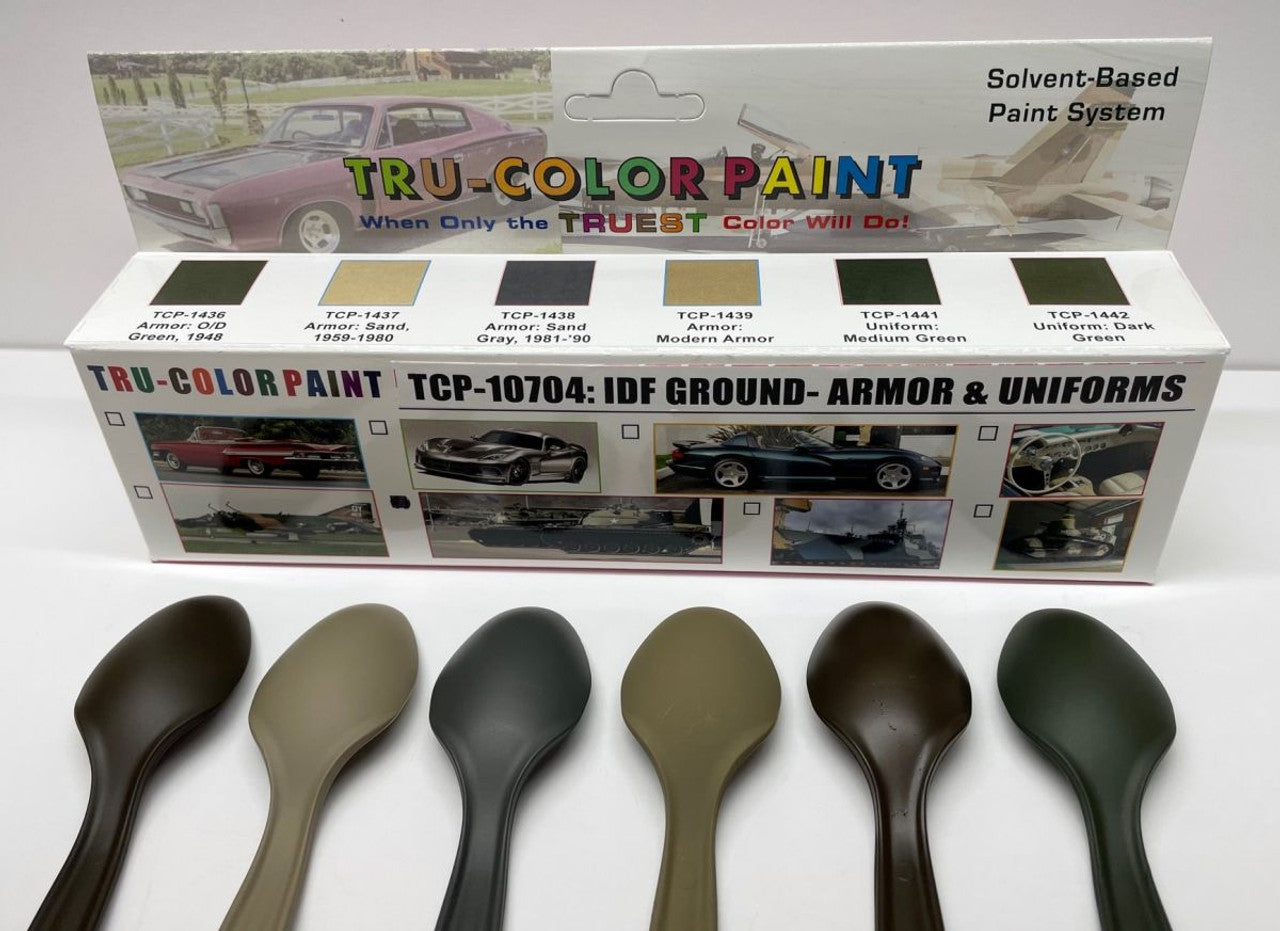 Solvent-Based
Paint System
TRU-COLOR PAINT
When Only the TRUEST Color Will Do!
TCP-1436
Armor: O/D
Green, 1948
TCP-1437
Armor: Sand,
1959-1980
TCP-1438
Armor: Sand
Gray, 1981-'90
TCP-1439
Armor:
Modern Armor
TCP-1441
Uniform:
Medium Green
TCP-1442
Uniform: Dark
Green
TRU-COLOR PAINT
TCP-10704: IDF GROUND- ARMOR & UNIFORMS